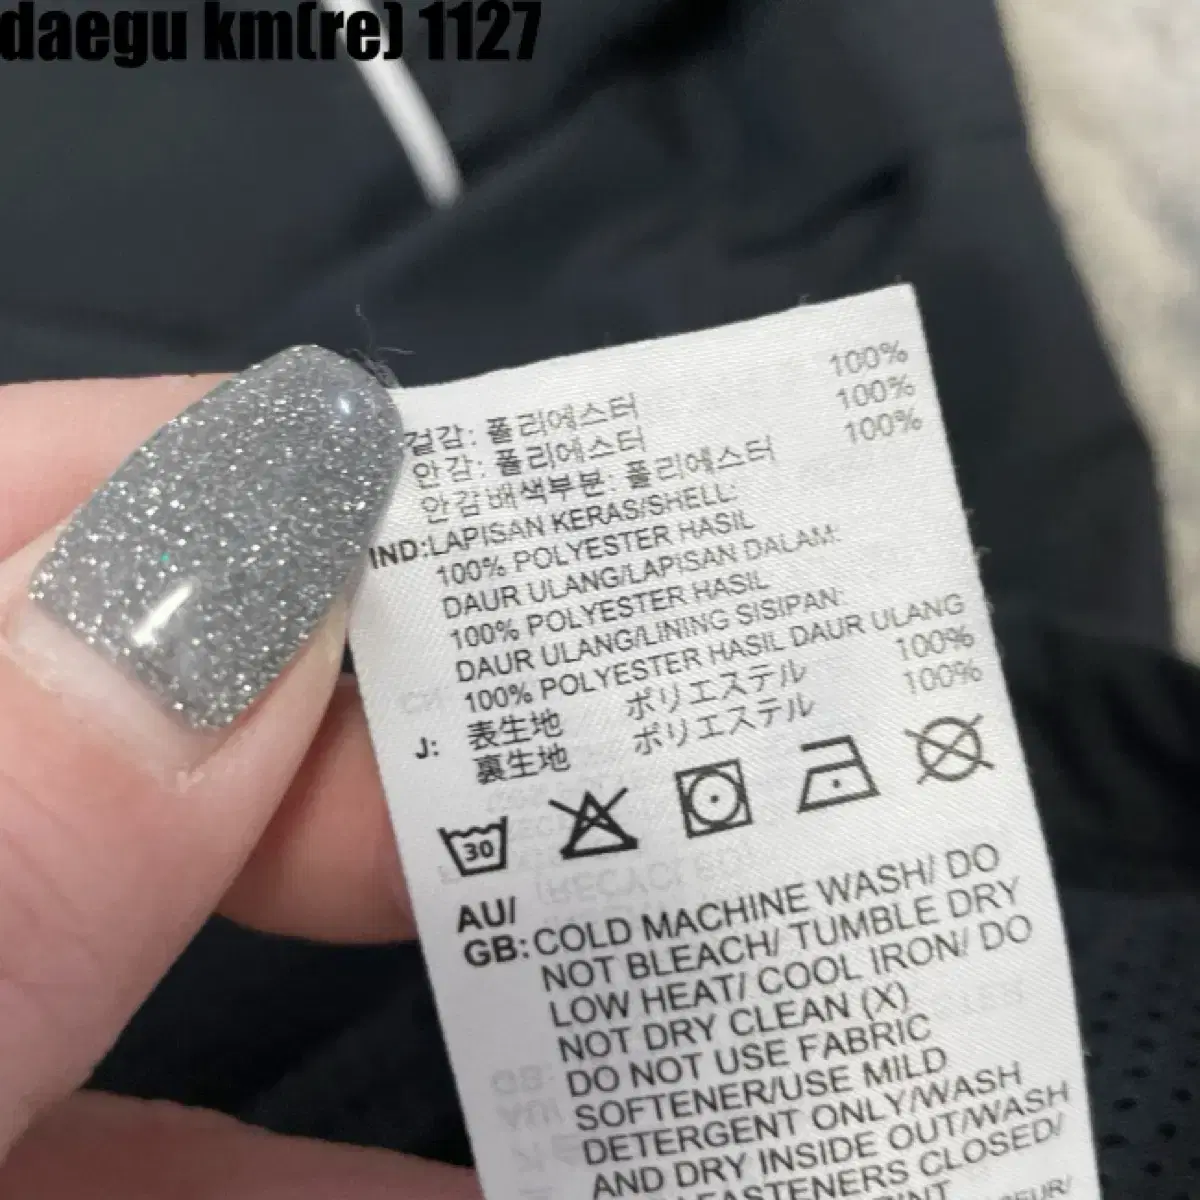 daegu km(re) 1127
겉감: 폴리에스터 100%
안감: 폴리에스터 100%
안감배색부분: 폴리에스터 100%
IND: LAPISAN KERAS/SHELL:
100% POLYESTER HASIL
DAUR ULANG/LAPISAN DALAM:
100% POLYESTER HASIL
DAUR ULANG/LINING SISIPAN:
100% POLYESTER HASIL DAUR ULANG
J: 表生地 ポリエステル 100%
裏生地 ポリエステル 100%
30
AU/
GB: COLD MACHINE WASH/ DO
NOT BLEACH/ TUMBLE DRY
LOW HEAT/ COOL IRON/ DO
NOT DRY CLEAN (X)
DO NOT USE FABRIC
SOFTENER/USE MILD
DETERGENT ONLY/WASH
AND DRY INSIDE OUT/WASH
FASTENERS CLOSED/